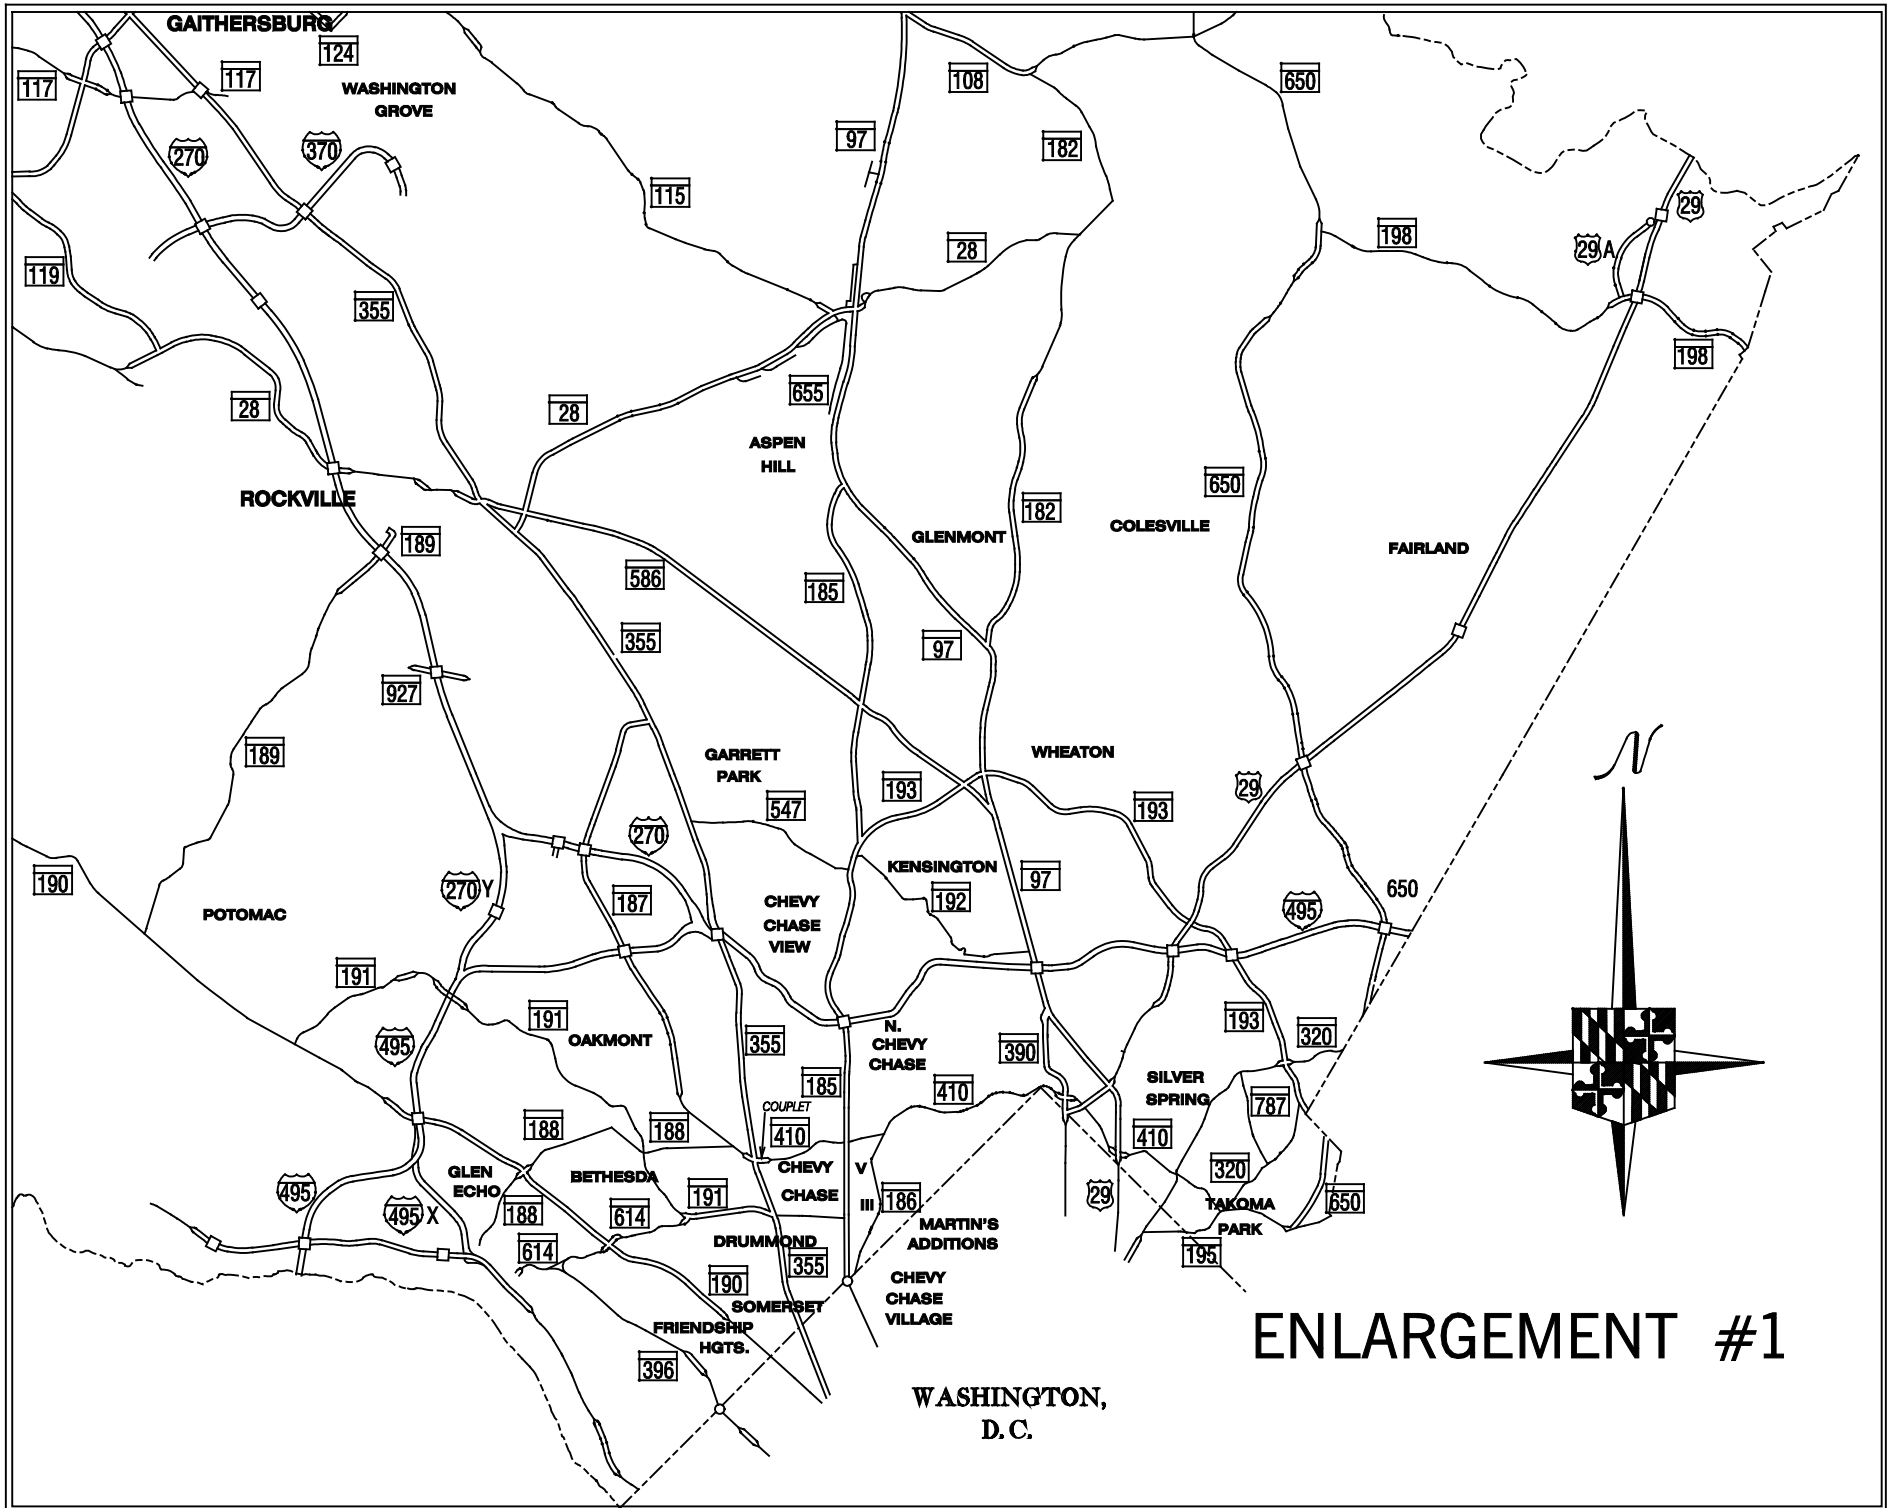 GAITHERSBURG
124
117
117
WASHINGTON
GROVE
108
650
97
182
270
370
115
29
198
28
29 A
119
355
198
28
655
28
ASPEN
HILL
650
ROCKVILLE
182
COLESVILLE
GLENMONT
189
FAIRLAND
586
185
355
97
927
N
189
GARRETT
PARK
WHEATON
193
29
547
193
270
KENSINGTON
190
270 Y
97
650
187
CHEVY
CHASE
VIEW
192
495
POTOMAC
191
191
193
N.
CHEVY
CHASE
320
OAKMONT
355
495
390
185
SILVER
SPRING
410
COUPLET
787
188
188
410
410
GLEN
ECHO
BETHESDA
CHEVY
CHASE
V
III
320
495
191
186
29
650
TAKOMA
PARK
188
614
495 X
MARTIN'S
ADDITIONS
614
DRUMMOND
355
195
190
CHEVY
CHASE
VILLAGE
SOMERSET
FRIENDSHIP
HGTS.
ENLARGEMENT #1
396
WASHINGTON,
D.C.